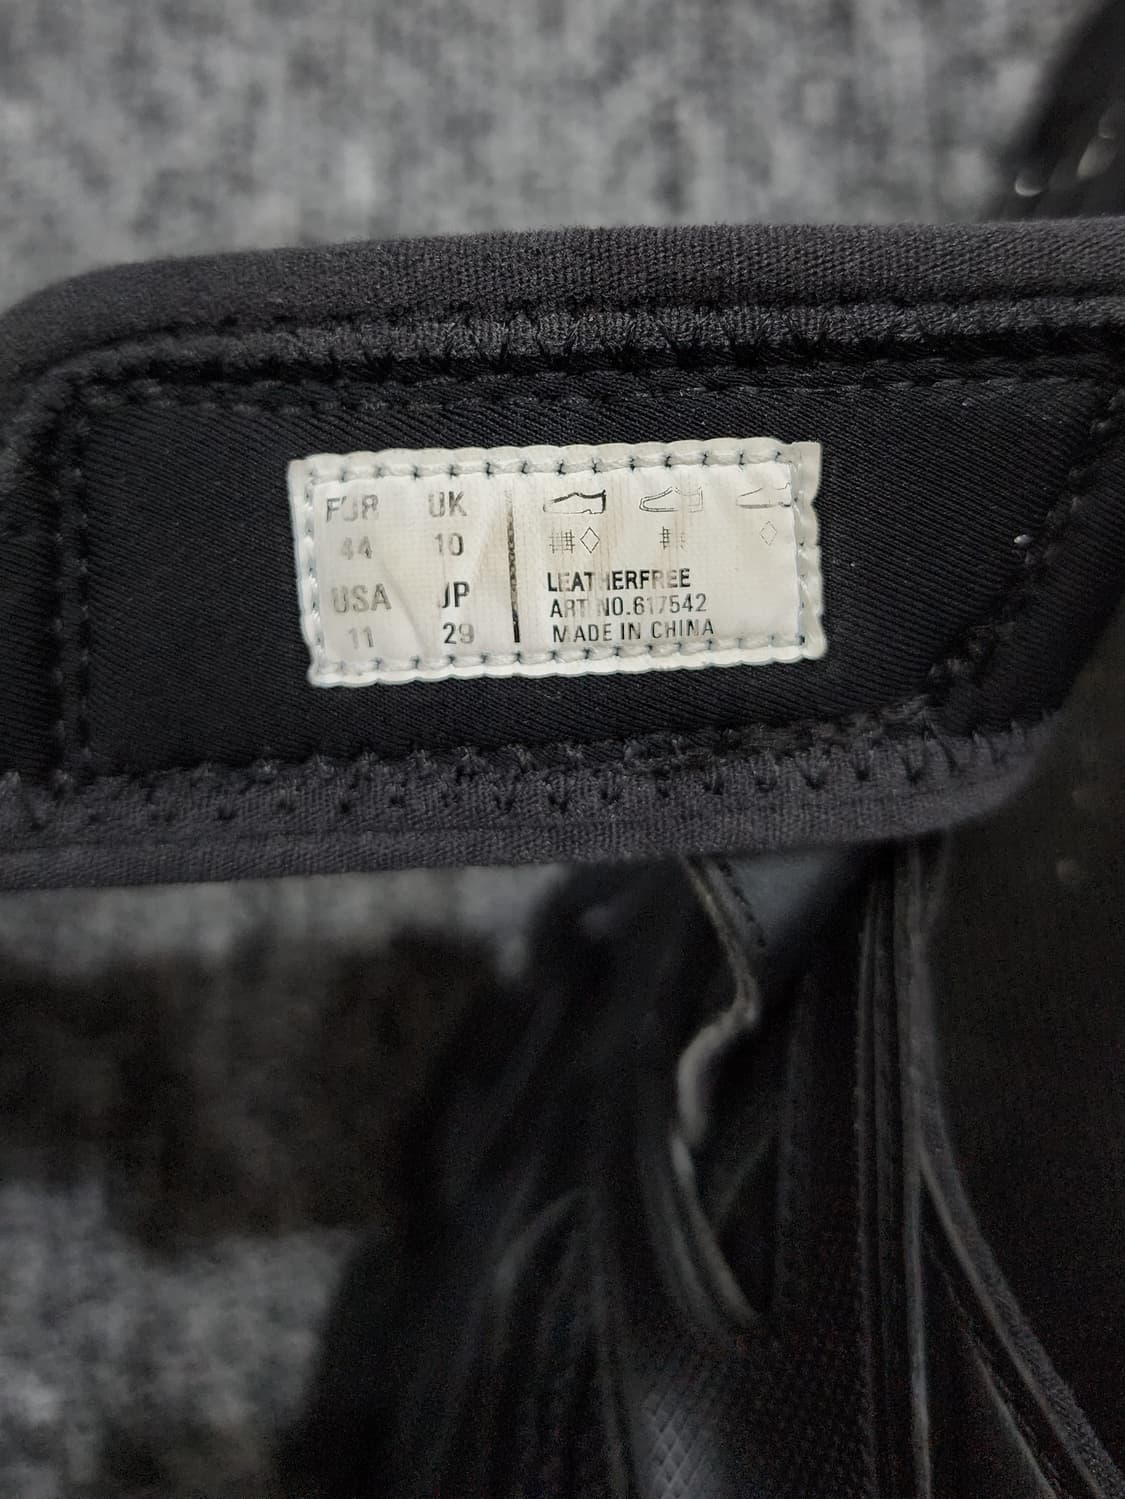 EUR UK
44 10
USA JP
11 29
LEATHERFREE
ART NO.617542
MADE IN CHINA